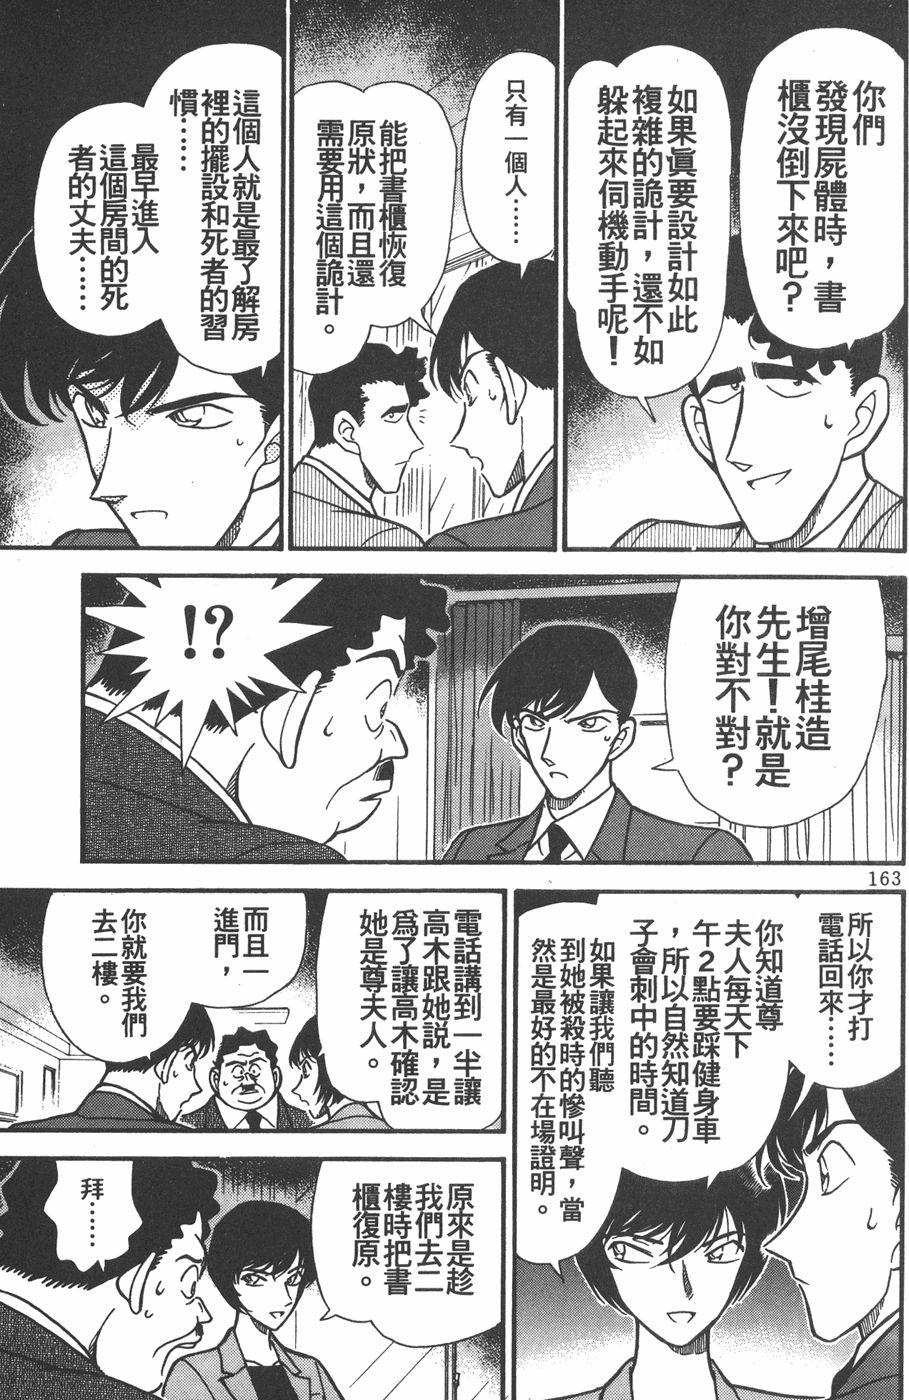 你們
發現屍體時，書
櫃沒倒下來吧？
如果眞要設計如此
複雜的詭計，還不如
躲起來伺機動手呢！
只有一個人……
能把書櫃恢復
原狀，而且還
需要用這個詭計。
這個人就是最了解房
裡的擺設和死者的習
慣……
最早進入
這個房間的死
者的丈夫……
增尾桂造
先生！就是
你對不對？
!?
163
所以你才打
電話回來……
你知道尊
夫人每天下
午2點要踩健身車
，所以自然知道刀
子會刺中的時間。
如果讓我們聽
到她被殺時的慘叫聲，當
然是最好的不在場證明。
電話講到一半讓
高木跟她說，是
爲了讓高木確認
她是尊夫人。
而且一
進門，
你就要我們
去二樓。
原來是趁
我們去二
樓時把書
櫃復原。
拜……